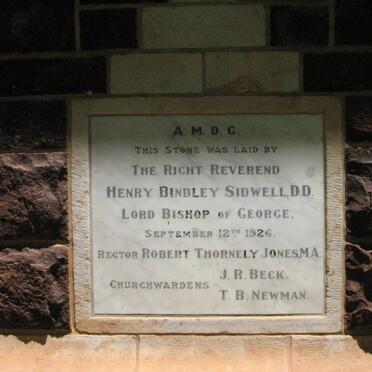 A. M. D. G.
THIS STONE WAS LAID BY
THE RIGHT REVEREND
HENRY BINDLEY SIDWELL, D.D.
LORD BISHOP OF GEORGE,
SEPTEMBER 12TH 1926.
RECTOR ROBERT THORNELY JONES, M.A.
CHURCHWARDENS J. R. BECK.
T. B. NEWMAN.